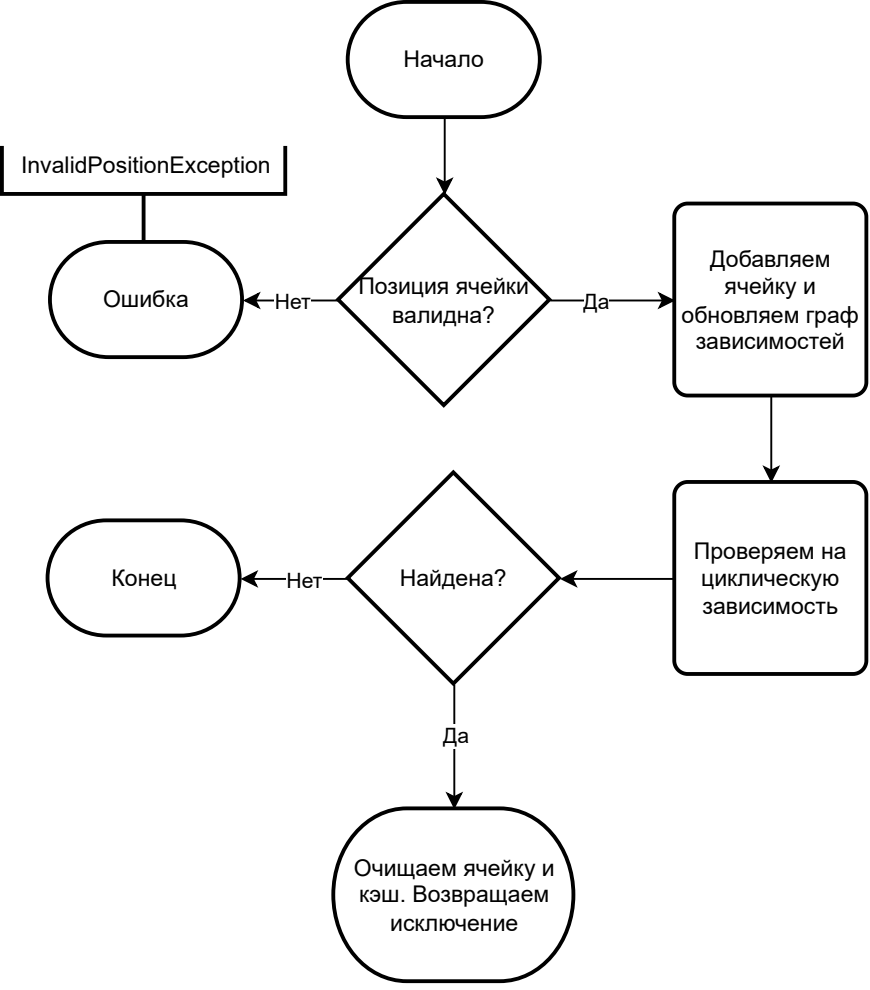 Начало
InvalidPositionException
Ошибка
Нет
Позиция ячейки
валидна?
Да
Добавляем
ячейку и
обновляем граф
зависимостей
Конец
Нет
Найдена?
Проверяем на
циклическую
зависимость
Да
Очищаем ячейку и
кэш. Возвращаем
исключение